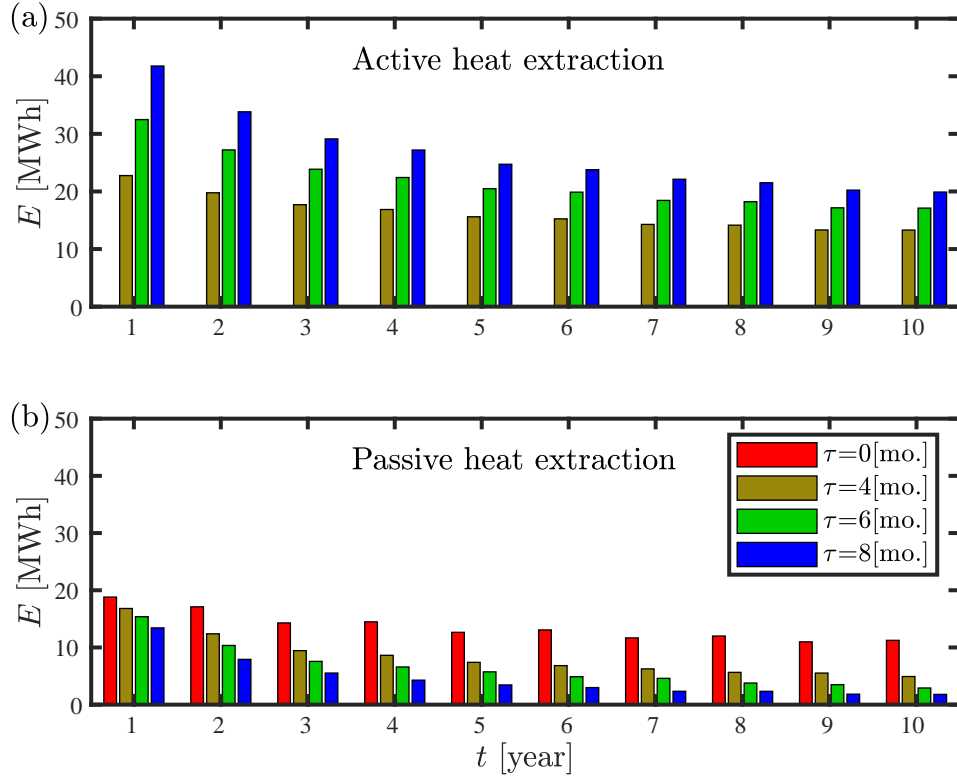 (a)
Active heat extraction
E [MWh]
50
40
30
20
10
0
1 2 3 4 5 6 7 8 9 10
(b)
Passive heat extraction
E [MWh]
50
40
30
20
10
0
τ=0[mo.]
τ=4[mo.]
τ=6[mo.]
τ=8[mo.]
1 2 3 4 5 6 7 8 9 10
t [year]